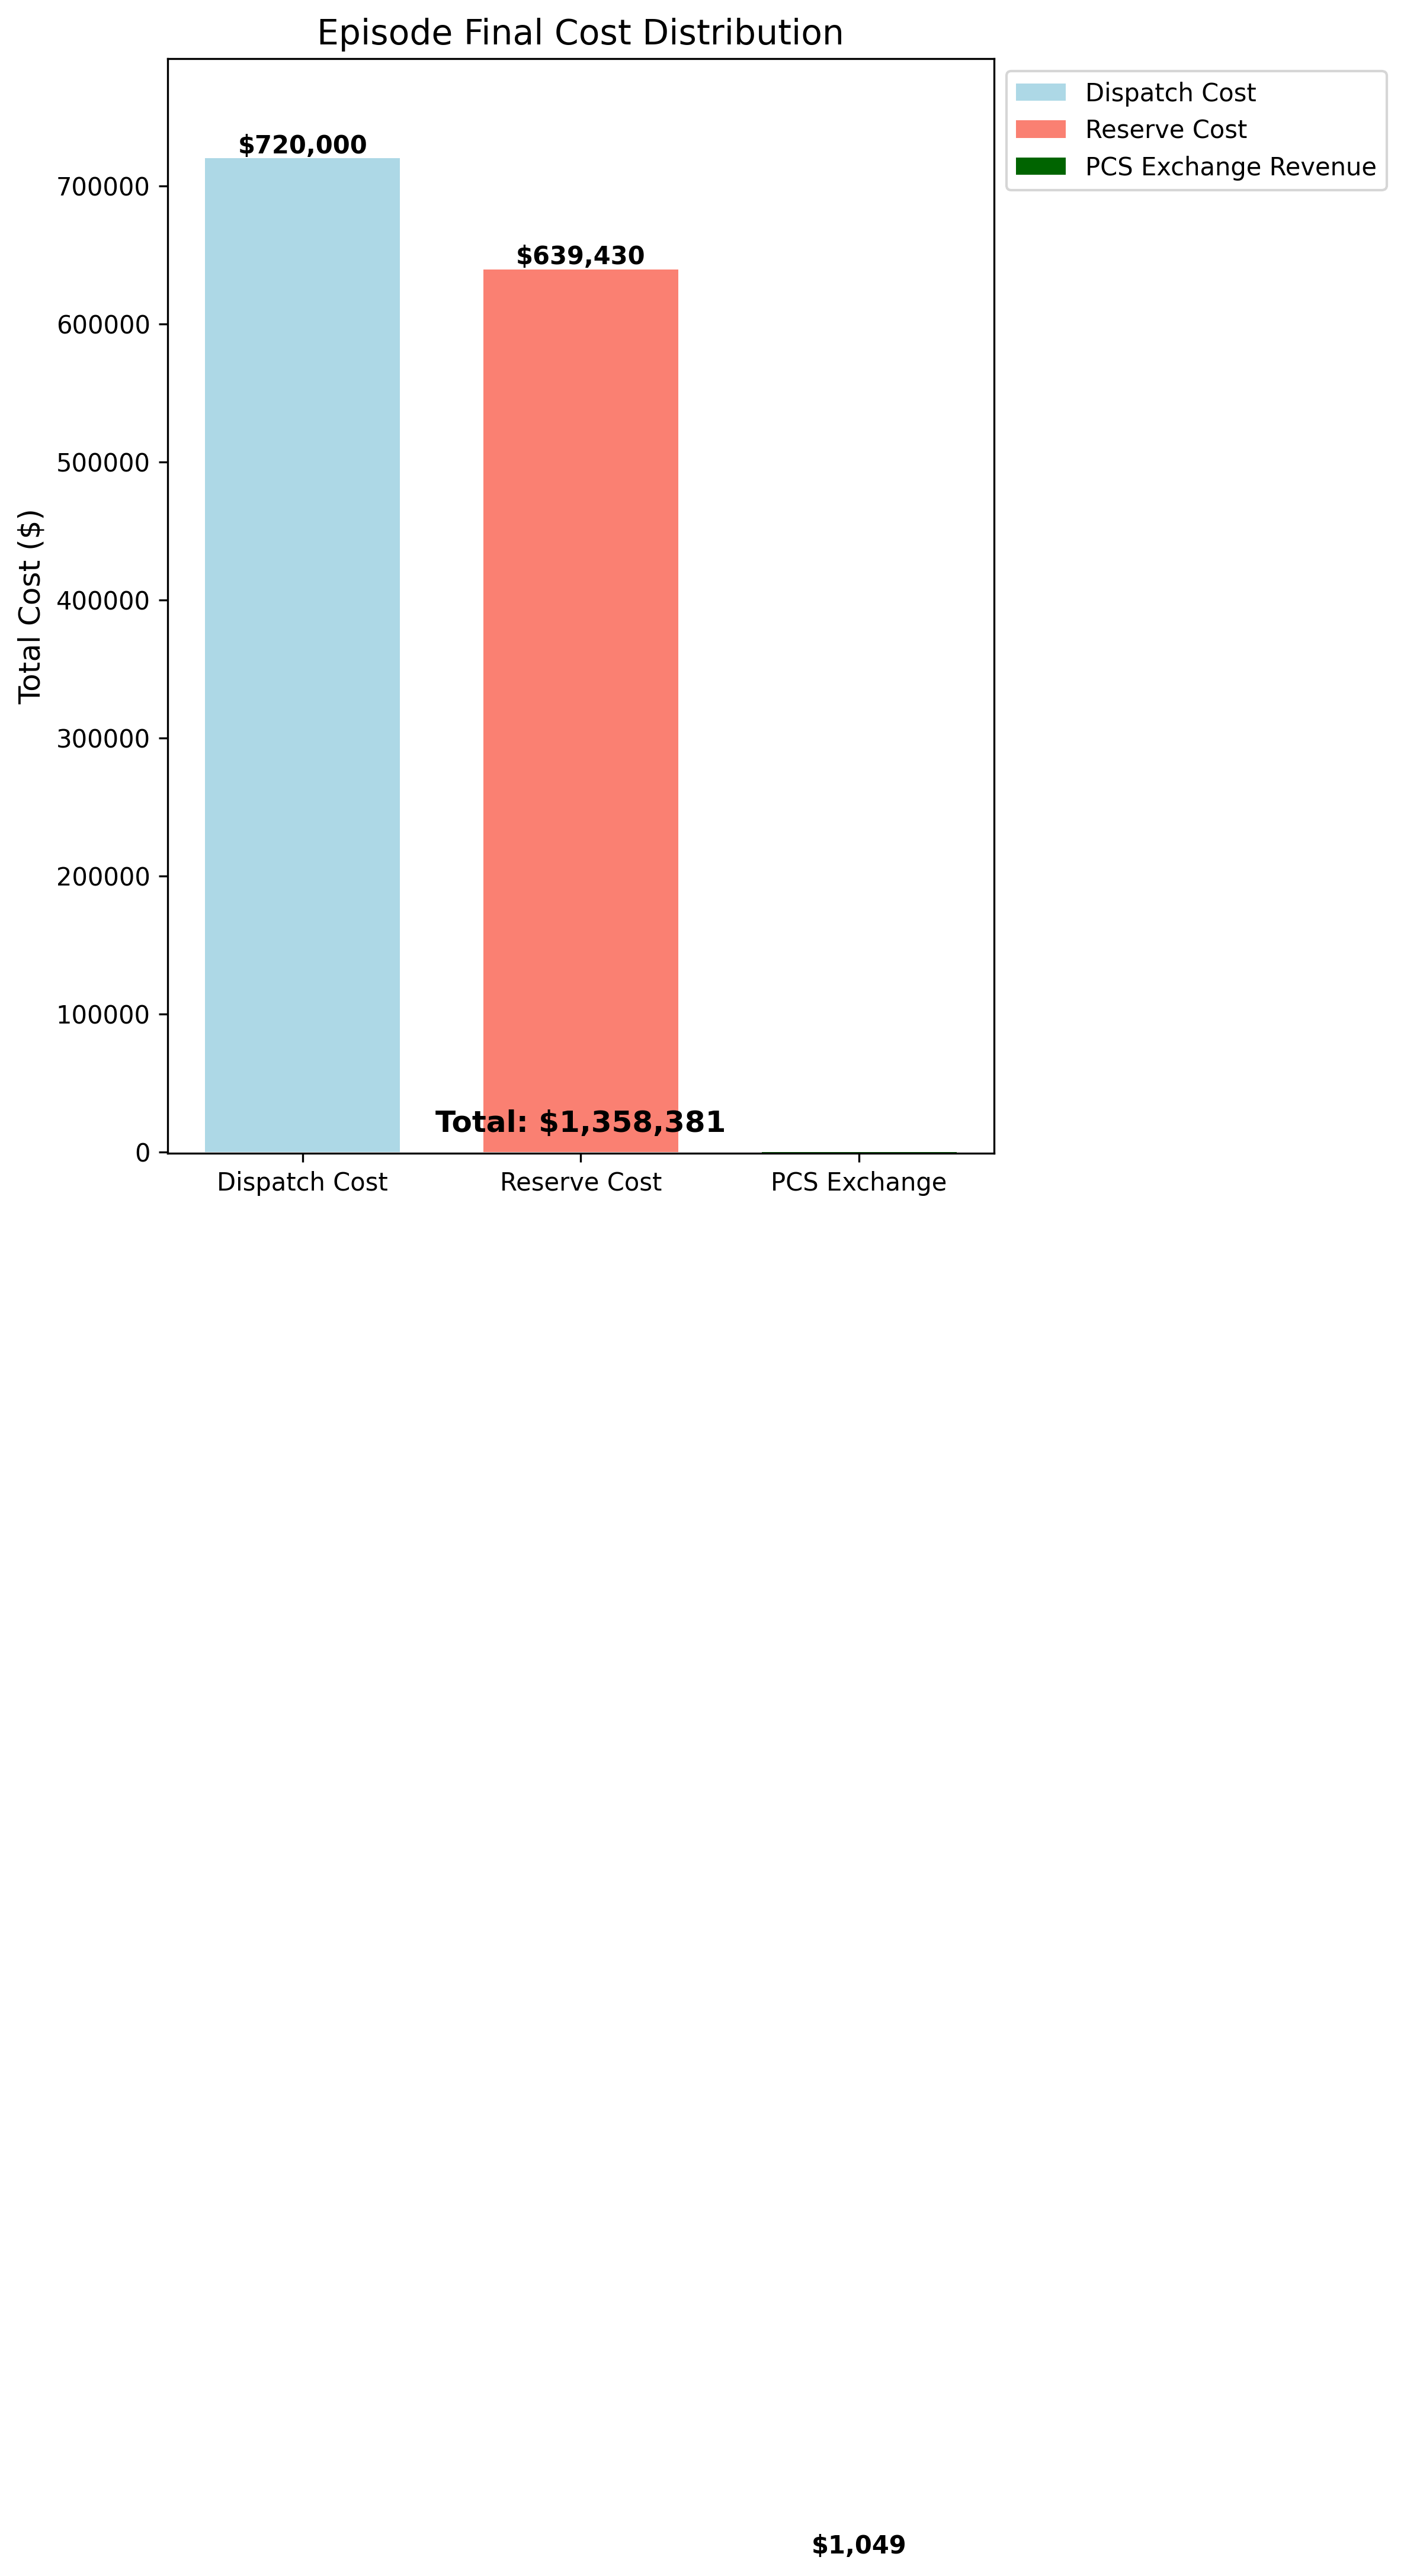 Episode Final Cost Distribution
Dispatch Cost
Reserve Cost
PCS Exchange Revenue
$720,000
$639,430
700000
600000
500000
400000
300000
200000
100000
0
Total Cost ($)
Total: $1,358,381
Dispatch Cost
Reserve Cost
PCS Exchange
$1,049